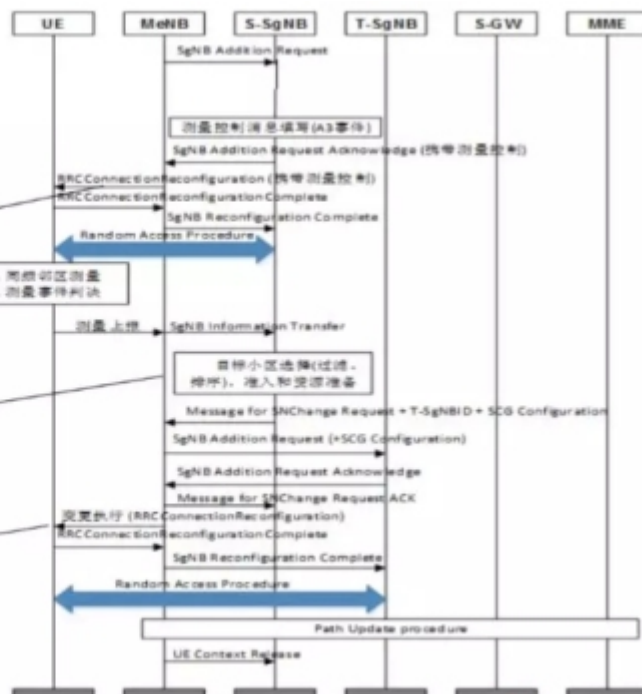 UE MeNB S-SgNB T-SgNB S-GW MME
SgNB Addition Request
测量控制消息填写(A3事件)
SgNB Addition Request Acknowledge (携带测量控制)
RRCConnectionReconfiguration (携带测量控制)
RRCConnectionReconfiguration Complete
SgNB Reconfiguration Complete
Random Access Procedure
同频邻区测量
测量事件判决
测量上报 SgNB Information Transfer
目标小区选择(过滤、
排序)、准入和资源准备
Message for SNChange Request + T-SgNBID + SCG Configuration
SgNB Addition Request (+SCG Configuration)
SgNB Addition Request Acknowledge
Message for SNChange Request ACK
变更执行 (RRCConnectionReconfiguration)
RRCConnectionReconfiguration Complete
SgNB Reconfiguration Complete
Random Access Procedure
Path Update procedure
UE Context Release